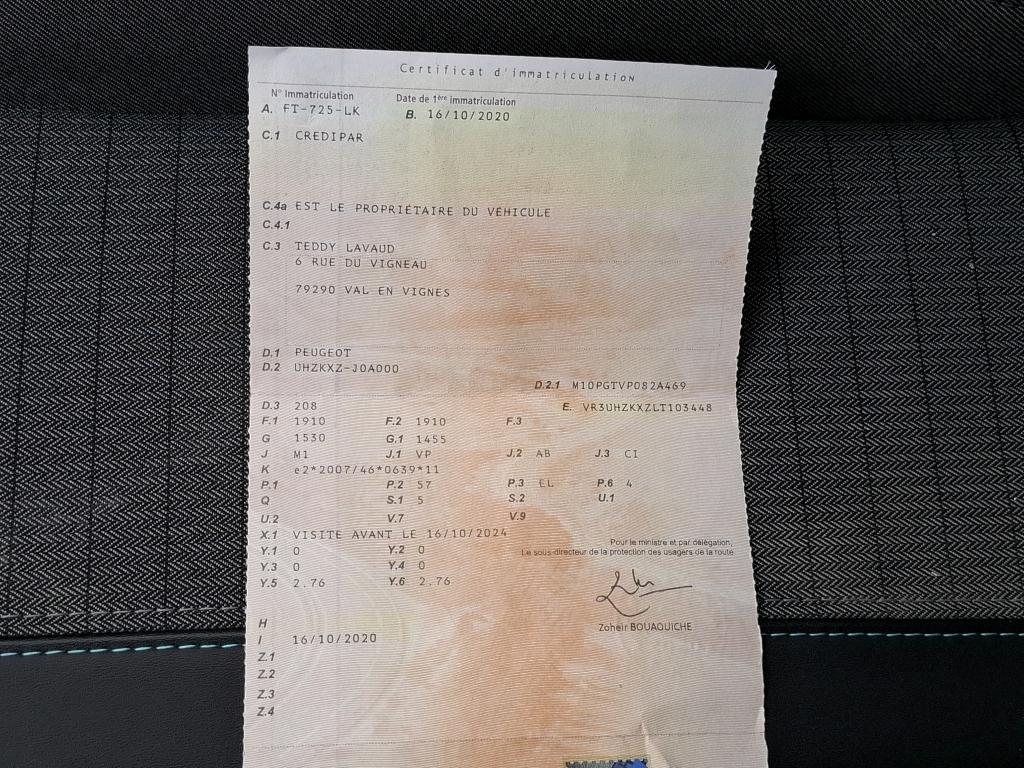 Certificat d'immatriculation
N° Immatriculation Date de 1ère immatriculation
A. FT-725-LK B. 16/10/2020
C.1 CREDIPAR
C.4a EST LE PROPRIÉTAIRE DU VÉHICULE
C.4.1
C.3 TEDDY LAVAUD
6 RUE DU VIGNEAU
79290 VAL EN VIGNES
D.1 PEUGEOT
D.2 UHZKXZ-J0A000
D.2.1 M10PGTVP082A469
D.3 208 E. VR3UHZKXZLT103448
F.1 1910 F.2 1910 F.3
G 1530 G.1 1455
J M1 J.1 VP J.2 AB J.3 CI
K e2*2007/46*0639*11
P.1 P.2 57 P.3 EL P.6 4
Q S.1 5 S.2 U.1
U.2 V.7 V.9
X.1 VISITE AVANT LE 16/10/2024
Pour le ministre et par délégation,
Y.1 0 Y.2 0 Le sous-directeur de la protection des usagers de la route
Y.3 0 Y.4 0
Y.5 2.76 Y.6 2.76
Zoheir BOUAOUICHE
H
I 16/10/2020
Z.1
Z.2
Z.3
Z.4